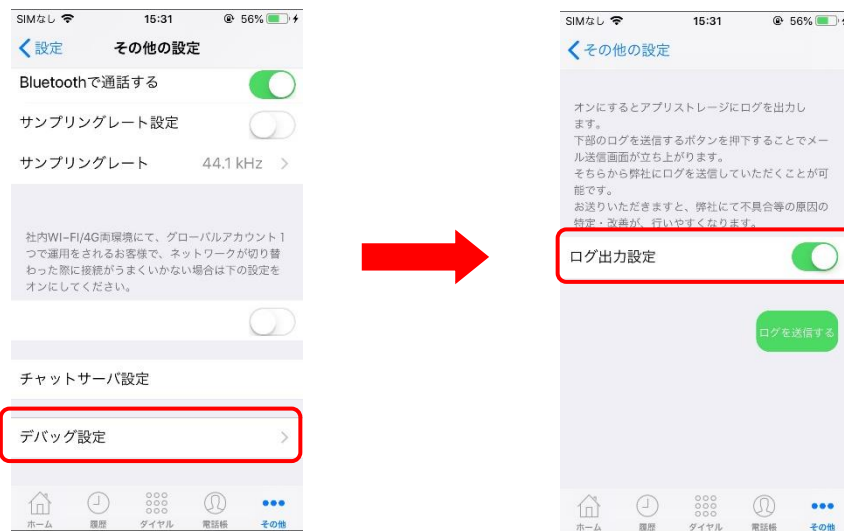 SIMなし 15:31 56%
設定 その他の設定
Bluetoothで通話する
サンプリングレート設定
サンプリングレート 44.1 kHz
社内WI-FI/4G両環境にて、グローバルアカウント1
つで運用をされるお客様で、ネットワークが切り替
わった際に接続がうまくいかない場合は下の設定を
オンにしてください。
チャットサーバ設定
デバッグ設定
ホーム 履歴 ダイヤル 電話帳 その他
SIMなし 15:31 56%
その他の設定
オンにするとアプリストレージにログを出力し
ます。
下部のログを送信するボタンを押下することでメー
ル送信画面が立ち上がります。
そちらから弊社にログを送信していただくことが可
能です。
お送りいただきますと、弊社にて不具合等の原因の
特定・改善が、行いやすくなります。
ログ出力設定
ログを送信する
ホーム 履歴 ダイヤル 電話帳 その他